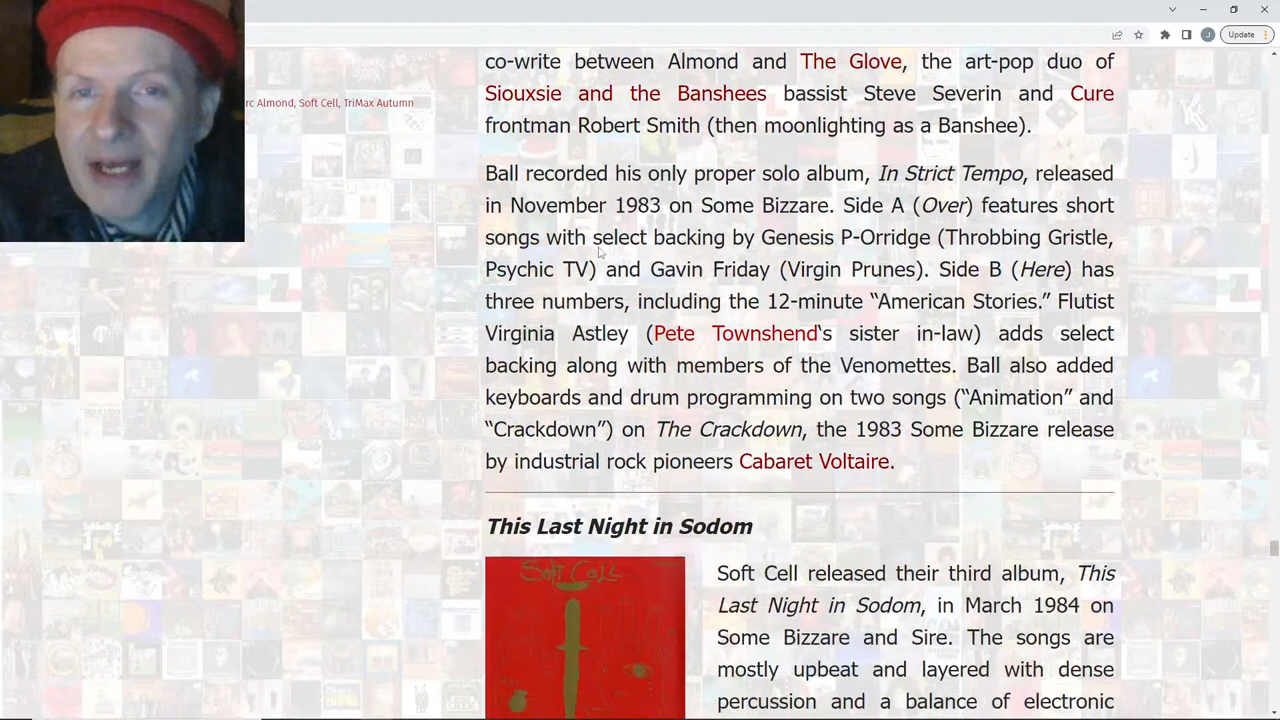 Update
co-write between Almond and The Glove, the art-pop duo of
Siouxsie and the Banshees bassist Steve Severin and Cure
rc Almond, Soft Cell, TriMax Autumn
frontman Robert Smith (then moonlighting as a Banshee).
Ball recorded his only proper solo album, In Strict Tempo, released
in November 1983 on Some Bizzare. Side A (Over) features short
songs with select backing by Genesis P-Orridge (Throbbing Gristle,
Psychic TV) and Gavin Friday (Virgin Prunes). Side B (Here) has
three numbers, including the 12-minute “American Stories.” Flutist
Virginia Astley (Pete Townshend‘s sister in-law) adds select
backing along with members of the Venomettes. Ball also added
keyboards and drum programming on two songs (“Animation” and
“Crackdown”) on The Crackdown, the 1983 Some Bizzare release
by industrial rock pioneers Cabaret Voltaire.
This Last Night in Sodom
Soft Cell
Soft Cell released their third album, This
Last Night in Sodom, in March 1984 on
Some Bizzare and Sire. The songs are
mostly upbeat and layered with dense
percussion and a balance of electronic